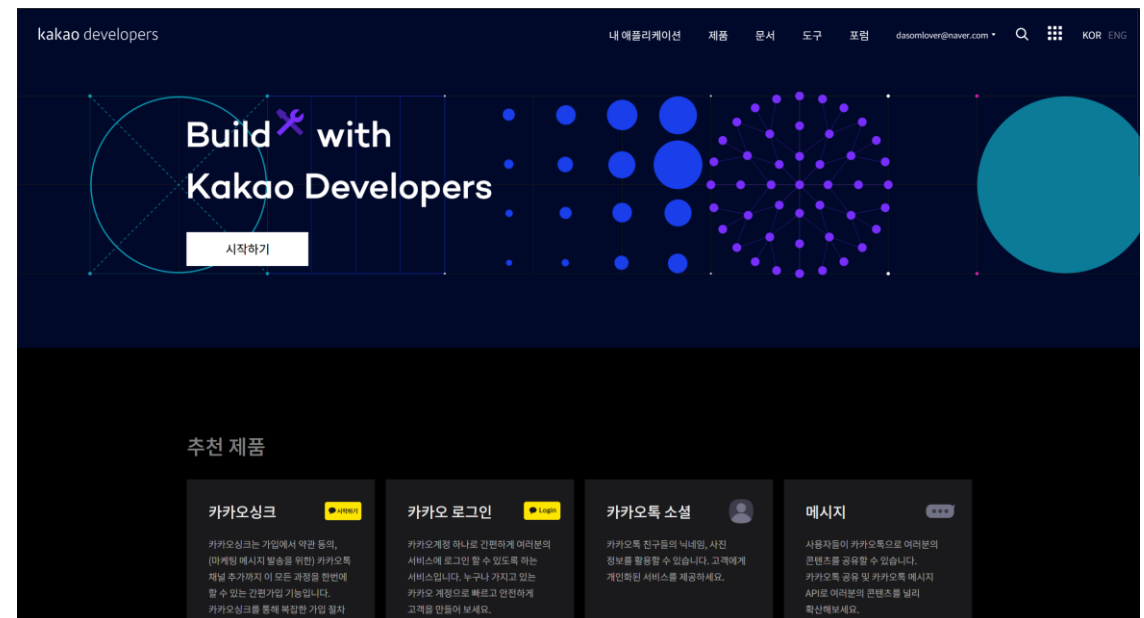 kakao developers
내 애플리케이션 제품 문서 도구 포럼 dasomlover@naver.com KOR ENG
Build with
Kakao Developers
시작하기
추천 제품
카카오싱크
시작하기
카카오싱크는 가입에서 약관 동의,
(마케팅 메시지 발송을 위한) 카카오톡
채널 추가까지 이 모든 과정을 한번에
할 수 있는 간편가입 기능입니다.
카카오싱크를 통해 복잡한 가입 절차
카카오 로그인
Login
카카오계정 하나로 간편하게 여러분의
서비스에 로그인 할 수 있도록 하는
서비스입니다. 누구나 가지고 있는
카카오 계정으로 빠르고 안전하게
고객을 만들어 보세요.
카카오톡 소셜
카카오톡 친구들의 닉네임, 사진
정보를 활용할 수 있습니다. 고객에게
개인화된 서비스를 제공하세요.
메시지
사용자들이 카카오톡으로 여러분의
콘텐츠를 공유할 수 있습니다.
카카오톡 공유 및 카카오톡 메시지
API로 여러분의 콘텐츠를 널리
확산해보세요.